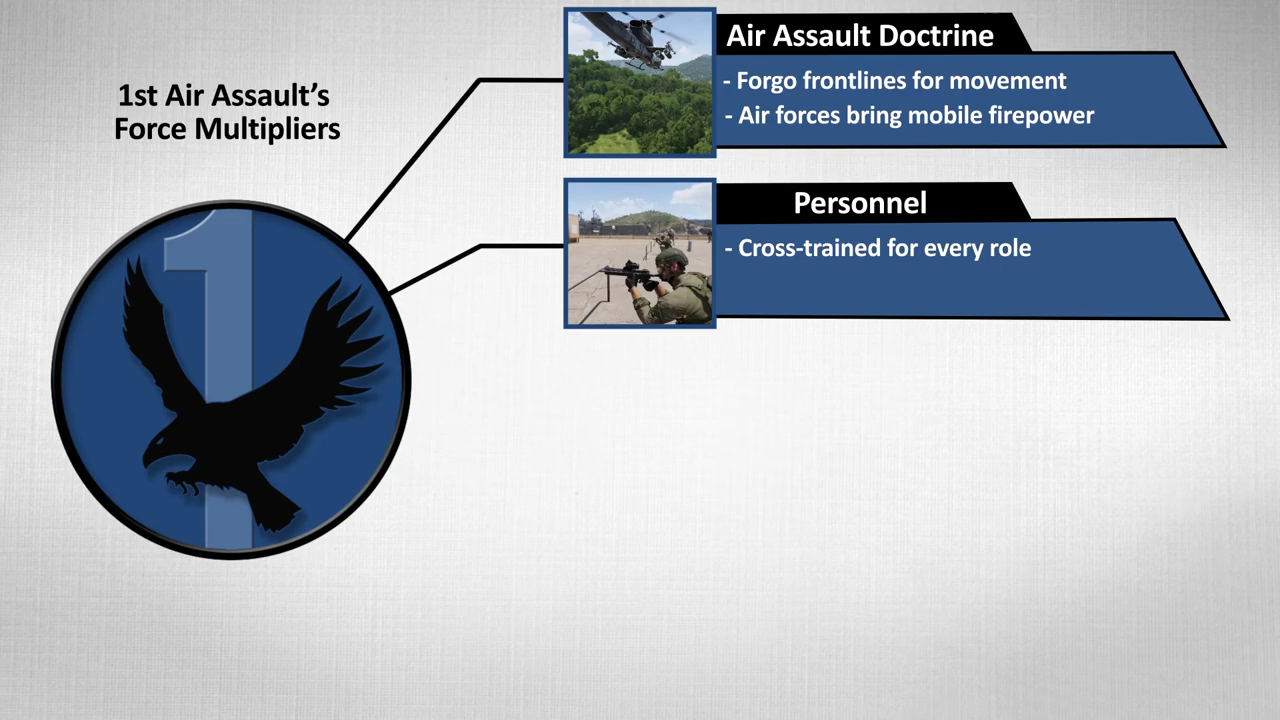 1st Air Assault's
Force Multipliers
1
Air Assault Doctrine
- Forgo frontlines for movement
- Air forces bring mobile firepower
Personnel
- Cross-trained for every role